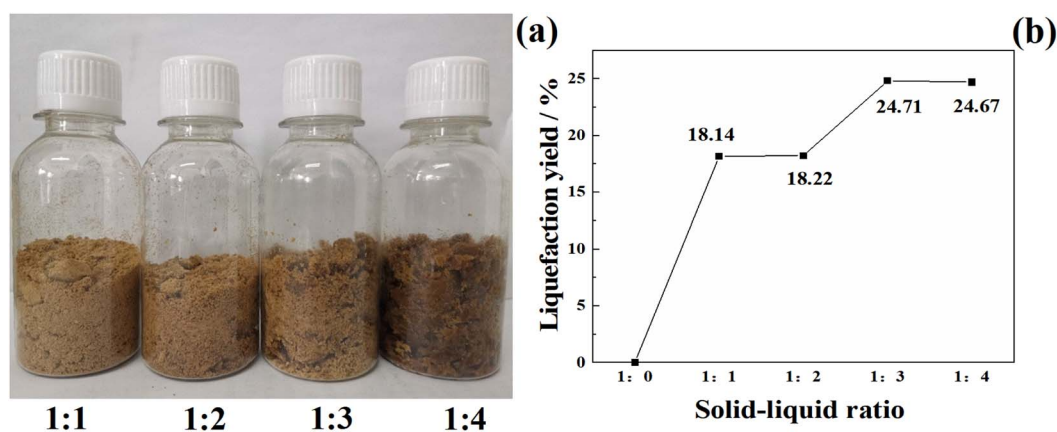 (a)
1:1 1:2 1:3 1:4
(b)
Liquefaction yield / %
25
20
15
10
5
0
18.14
18.22
24.71
24.67
1: 0 1: 1 1: 2 1: 3 1: 4
Solid-liquid ratio